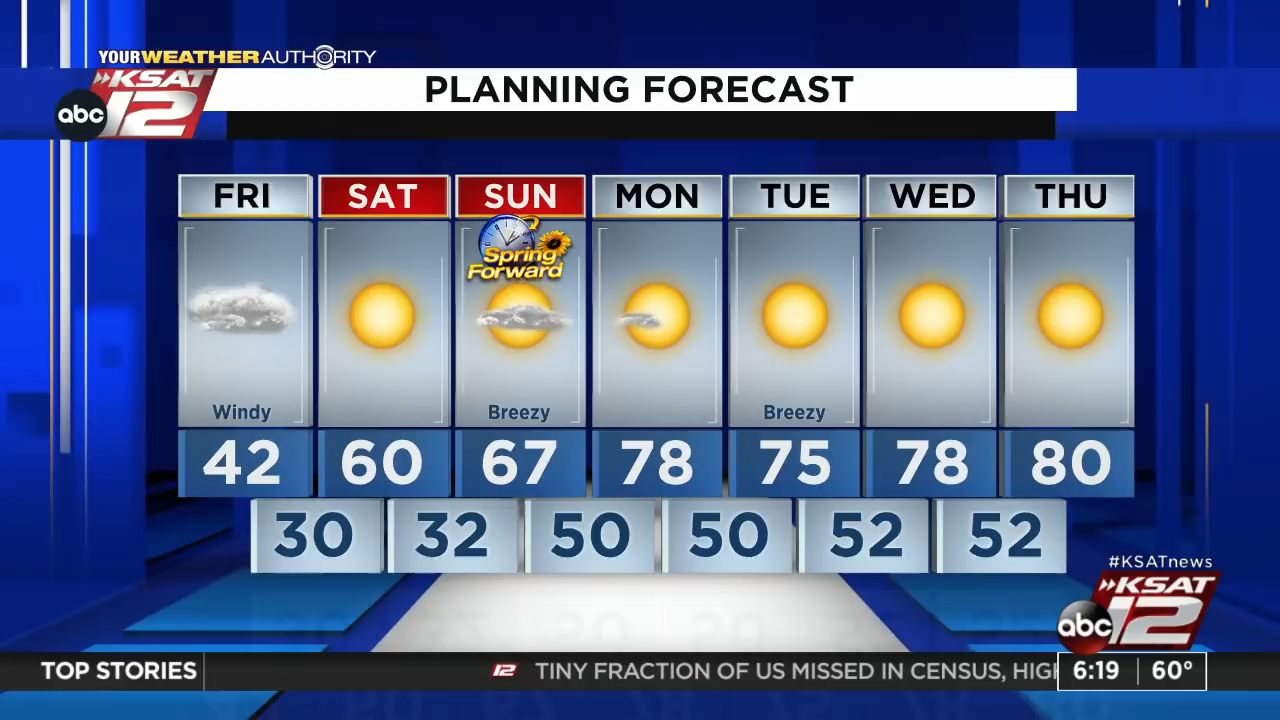 YOURWEATHERAUTHORITY
KSAT
abc 12
PLANNING FORECAST
FRI SAT SUN MON TUE WED THU
Spring
Forward
Windy Breezy Breezy
42 60 67 78 75 78 80
30 32 50 50 52 52
#KSATnews
KSAT
abc 12
TOP STORIES 12 TINY FRACTION OF US MISSED IN CENSUS, HIGH 6:19 60°